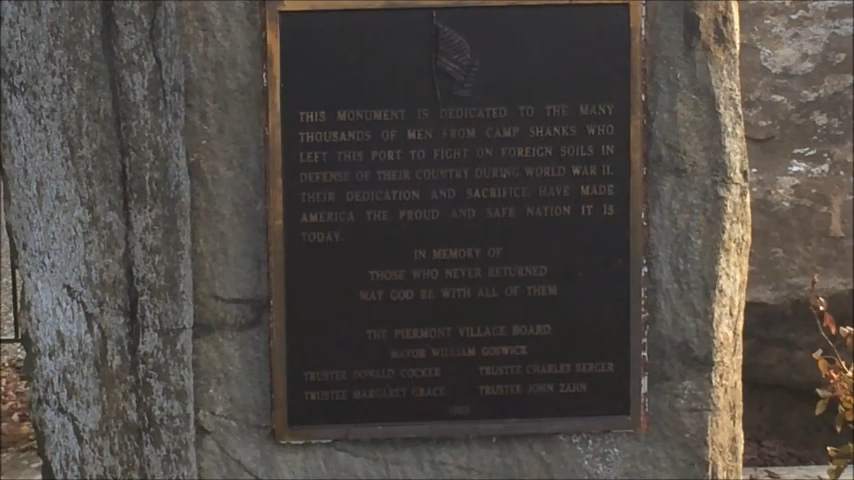 THIS MONUMENT IS DEDICATED TO THE MANY
THOUSANDS OF MEN FROM CAMP SHANKS WHO
LEFT THIS PORT TO FIGHT ON FOREIGN SOILS IN
DEFENSE OF THEIR COUNTRY DURING WORLD WAR II.
THEIR DEDICATION AND SACRIFICE HAVE MADE
AMERICA THE PROUD AND SAFE NATION IT IS
TODAY.
IN MEMORY OF
THOSE WHO NEVER RETURNED
MAY GOD BE WITH ALL OF THEM
THE PIERMONT VILLAGE BOARD
MAYOR WILLIAM GOSWICK
TRUSTEE DONALD COCKER TRUSTEE CHARLES BERGER
TRUSTEE MARGARET GRACE TRUSTEE JOHN ZAHN